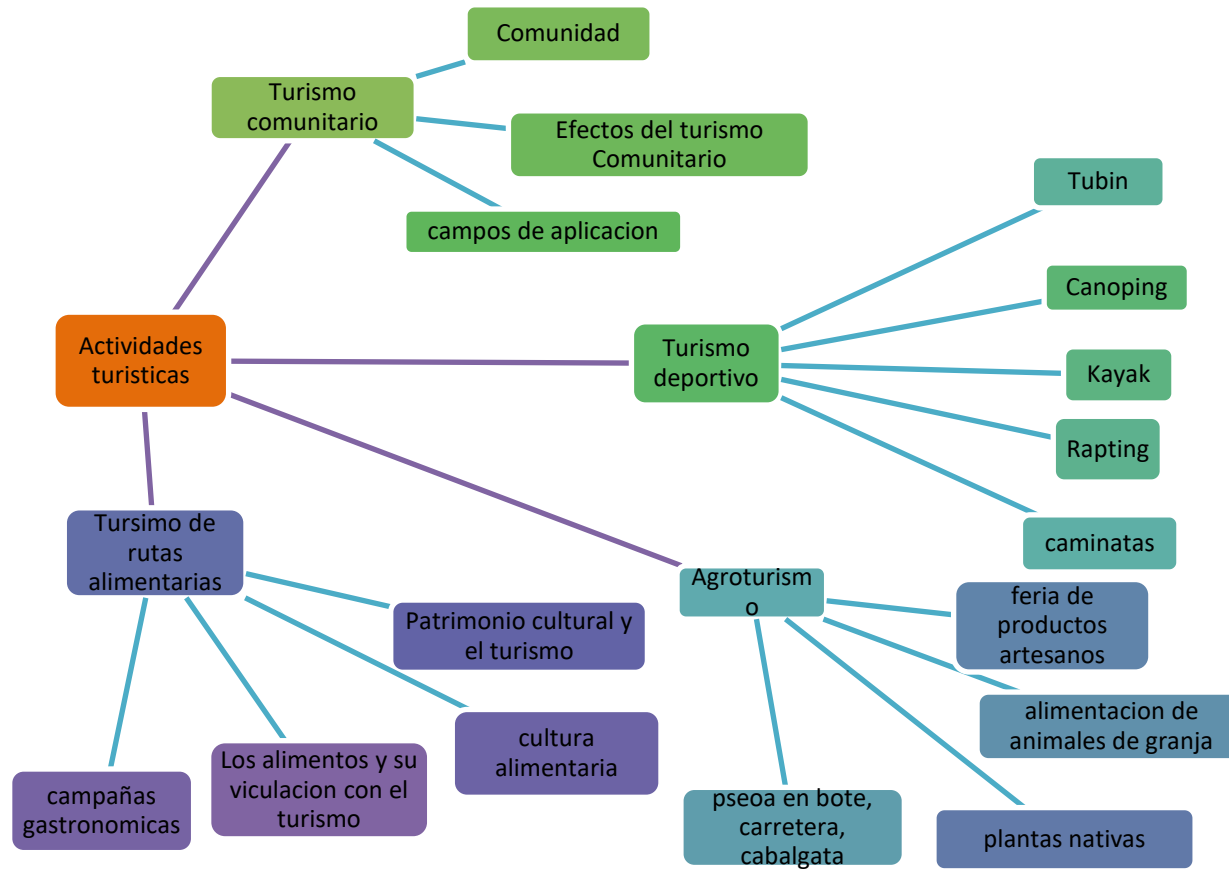 Comunidad
Turismo
comunitario
Efectos del turismo
Comunitario
campos de aplicacion
Actividades
turisticas
Turismo
deportivo
Tubin
Canoping
Kayak
Rapting
caminatas
Tursimo de
rutas
alimentarias
Patrimonio cultural y
el turismo
cultura
alimentaria
Los alimentos y su
viculacion con el
turismo
campañas
gastronomicas
Agroturism
o
feria de
productos
artesanos
alimentacion de
animales de granja
plantas nativas
pseoa en bote,
carretera,
cabalgata